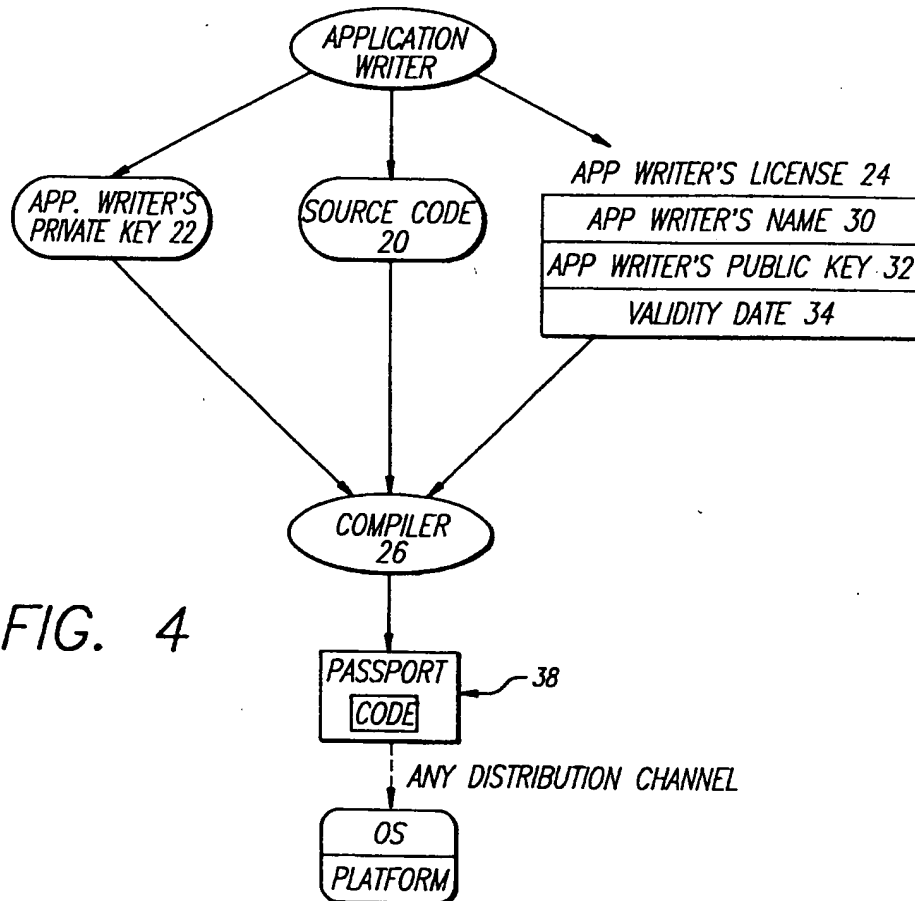 APPLICATION
WRITER
APP. WRITER'S
PRIVATE KEY 22
SOURCE CODE
20
APP WRITER'S LICENSE 24
APP WRITER'S NAME 30
APP WRITER'S PUBLIC KEY 32
VALIDITY DATE 34
COMPILER
26
FIG. 4
PASSPORT
CODE
38
ANY DISTRIBUTION CHANNEL
OS
PLATFORM